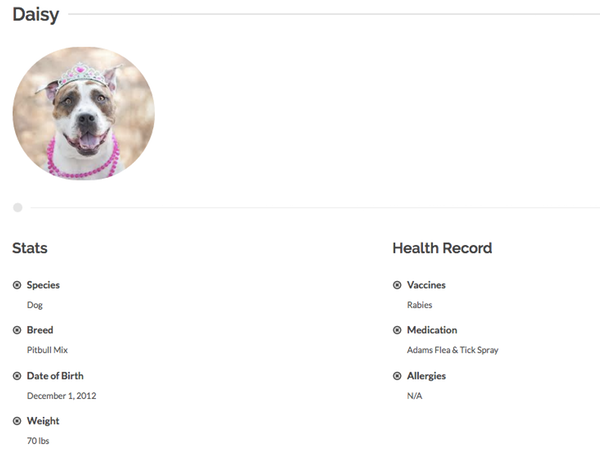 Daisy
Stats
Species
Dog
Breed
Pitbull Mix
Date of Birth
December 1, 2012
Weight
70 lbs
Health Record
Vaccines
Rabies
Medication
Adams Flea & Tick Spray
Allergies
N/A